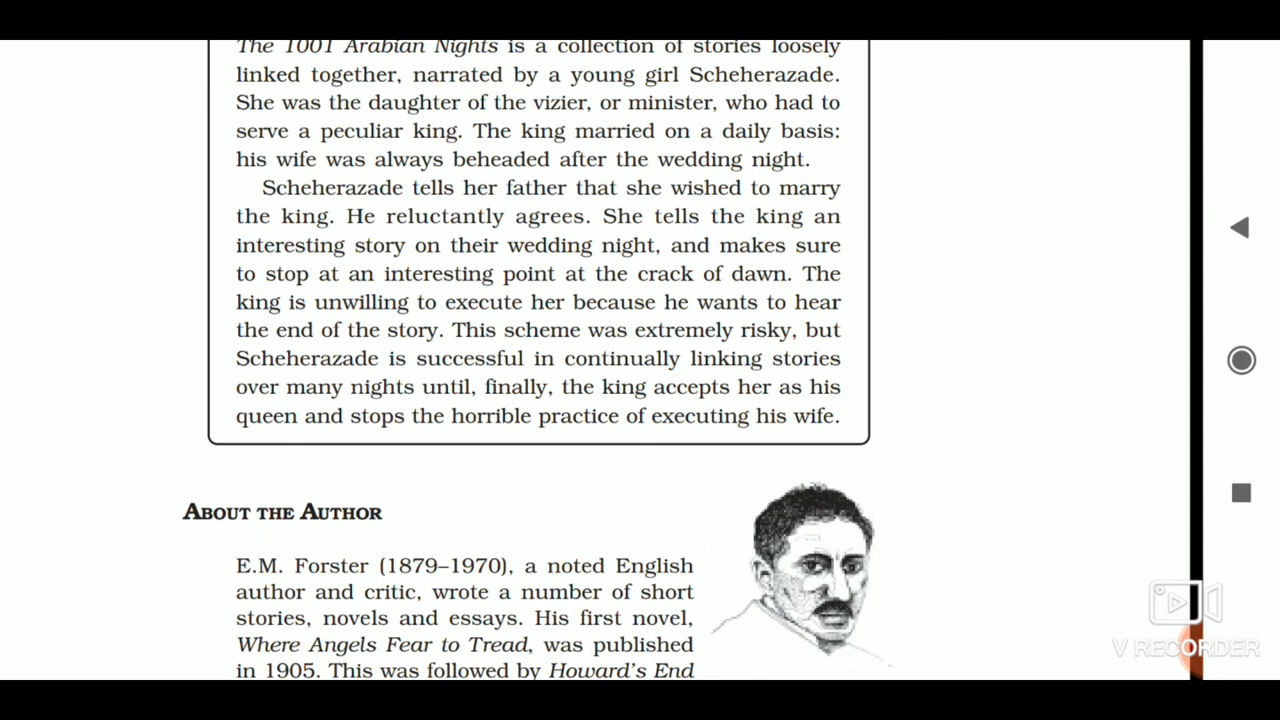 The 1001 Arabian Nights is a collection of stories loosely
linked together, narrated by a young girl Scheherazade.
She was the daughter of the vizier, or minister, who had to
serve a peculiar king. The king married on a daily basis:
his wife was always beheaded after the wedding night.
Scheherazade tells her father that she wished to marry
the king. He reluctantly agrees. She tells the king an
interesting story on their wedding night, and makes sure
to stop at an interesting point at the crack of dawn. The
king is unwilling to execute her because he wants to hear
the end of the story. This scheme was extremely risky, but
Scheherazade is successful in continually linking stories
over many nights until, finally, the king accepts her as his
queen and stops the horrible practice of executing his wife.
ABOUT THE AUTHOR
E.M. Forster (1879–1970), a noted English
author and critic, wrote a number of short
stories, novels and essays. His first novel,
Where Angels Fear to Tread, was published
in 1905. This was followed by Howard's End
V RECORDER